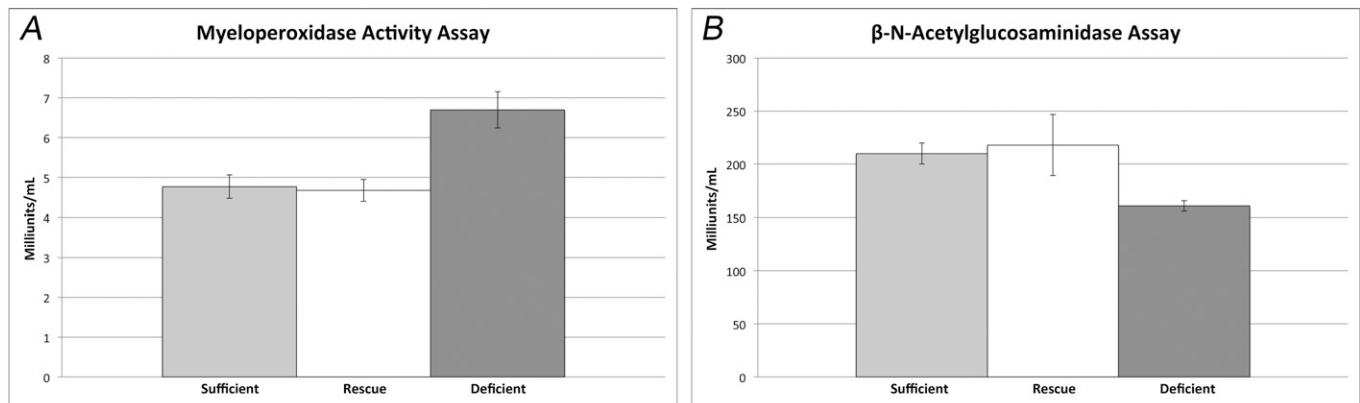 A
Myeloperoxidase Activity Assay
8
7
6
5
4
3
2
1
0
Milliunits/mL
Sufficient Rescue Deficient
B
β-N-Acetylglucosaminidase Assay
300
250
200
150
100
50
0
Milliunits/mL
Sufficient Rescue Deficient